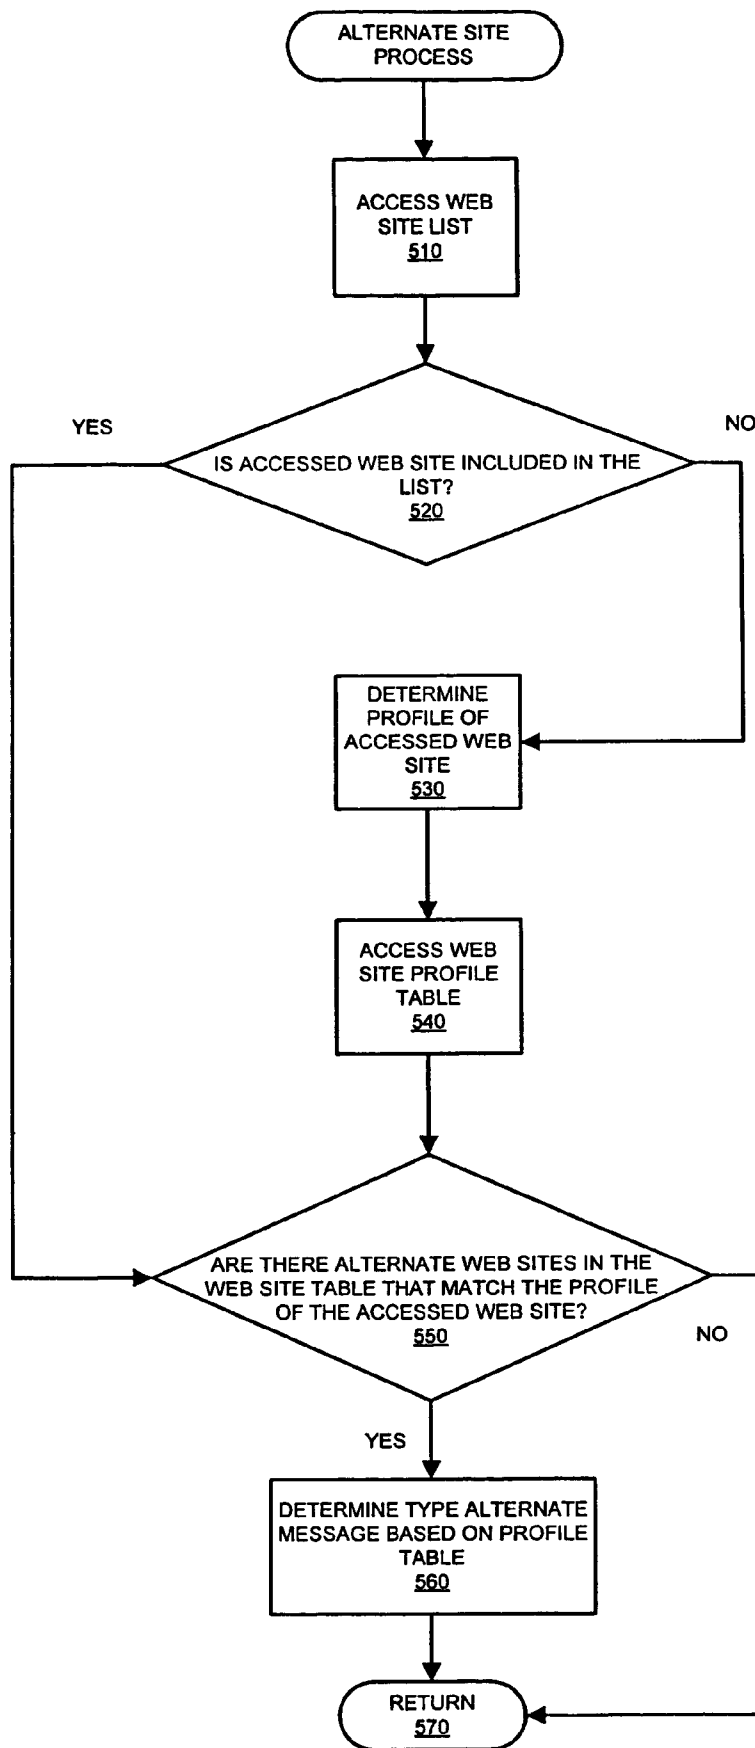 ALTERNATE SITE
PROCESS
ACCESS WEB
SITE LIST
510
YES
NO
IS ACCESSED WEB SITE INCLUDED IN THE
LIST?
520
DETERMINE
PROFILE OF
ACCESSED WEB
SITE
530
ACCESS WEB
SITE PROFILE
TABLE
540
ARE THERE ALTERNATE WEB SITES IN THE
WEB SITE TABLE THAT MATCH THE PROFILE
OF THE ACCESSED WEB SITE?
550
NO
YES
DETERMINE TYPE ALTERNATE
MESSAGE BASED ON PROFILE
TABLE
560
RETURN
570